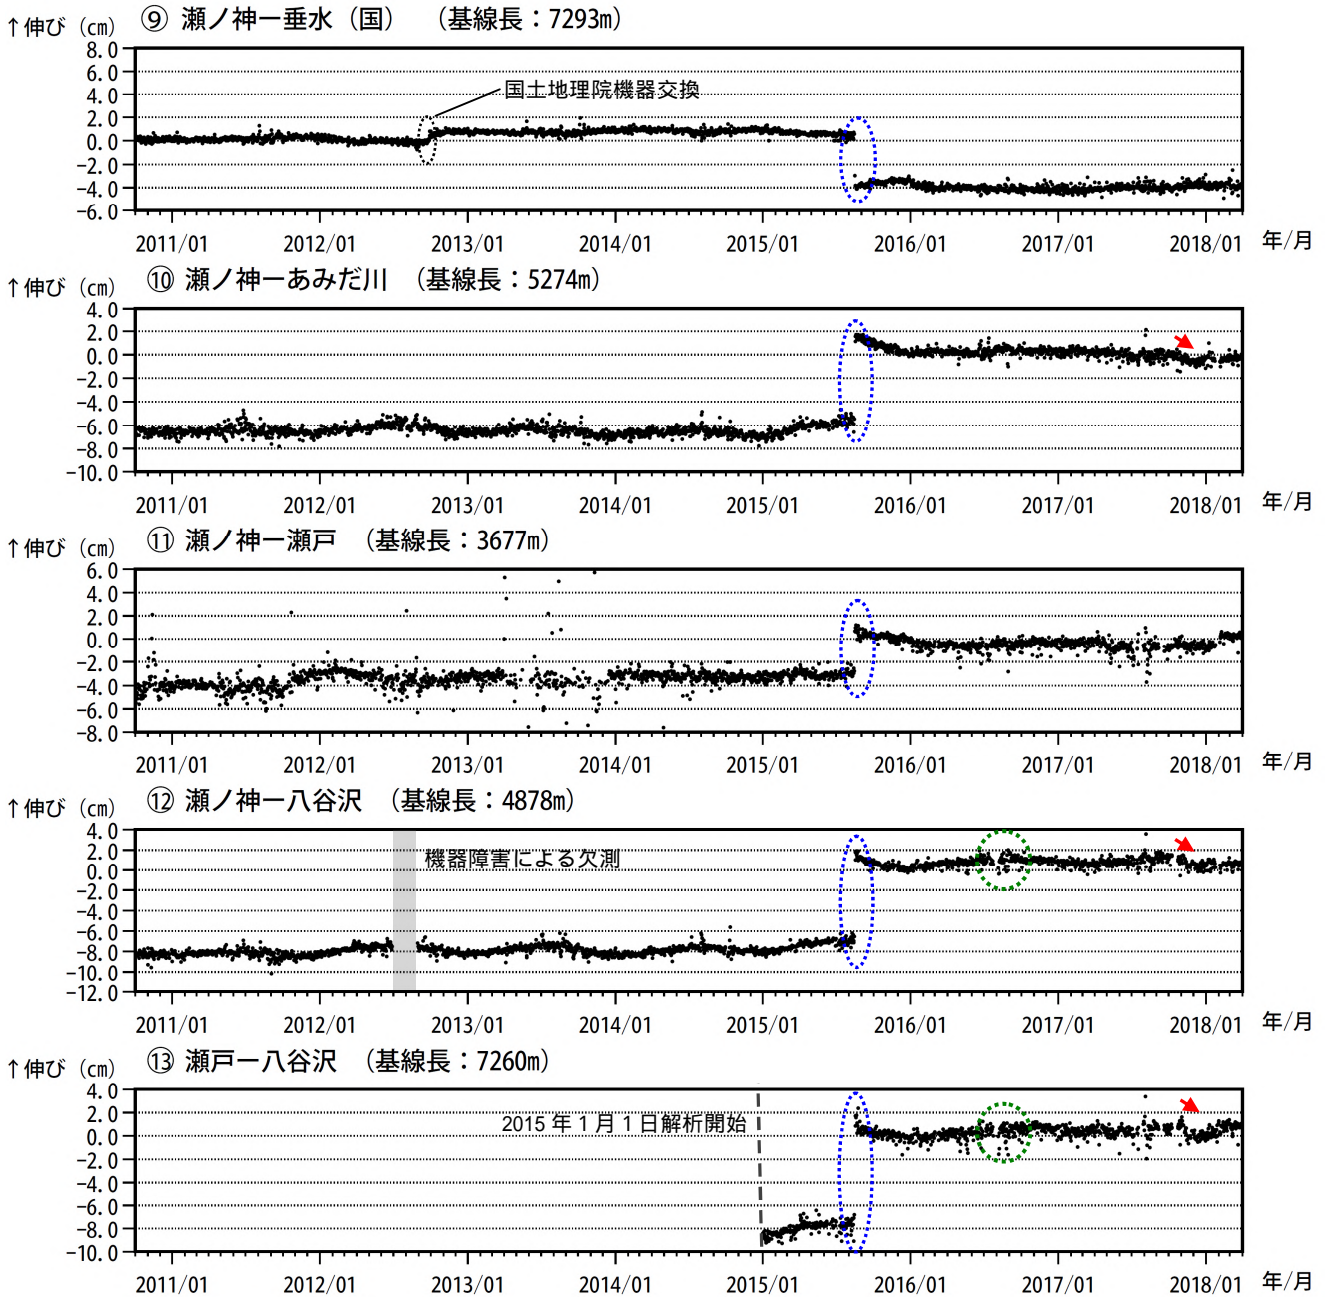 ⑨ 瀬ノ神ー垂水（国） （基線長：7293m）
↑伸び（㎝）
8.0
6.0
4.0
2.0
0.0
−2.0
−4.0
−6.0
国土地理院機器交換
2011/01 2012/01 2013/01 2014/01 2015/01 2016/01 2017/01 2018/01 年/月
⑩ 瀬ノ神ーあみだ川 （基線長：5274m）
↑伸び（㎝）
4.0
2.0
0.0
−2.0
−4.0
−6.0
−8.0
−10.0
2011/01 2012/01 2013/01 2014/01 2015/01 2016/01 2017/01 2018/01 年/月
⑪ 瀬ノ神ー瀬戸 （基線長：3677m）
↑伸び（㎝）
6.0
4.0
2.0
0.0
−2.0
−4.0
−6.0
−8.0
2011/01 2012/01 2013/01 2014/01 2015/01 2016/01 2017/01 2018/01 年/月
⑫ 瀬ノ神ー八谷沢 （基線長：4878m）
↑伸び（㎝）
4.0
2.0
0.0
−2.0
−4.0
−6.0
−8.0
−10.0
−12.0
機器障害による欠測
2011/01 2012/01 2013/01 2014/01 2015/01 2016/01 2017/01 2018/01 年/月
⑬ 瀬戸ー八谷沢 （基線長：7260m）
↑伸び（㎝）
4.0
2.0
0.0
−2.0
−4.0
−6.0
−8.0
−10.0
2015 年 1 月 1 日解析開始
2011/01 2012/01 2013/01 2014/01 2015/01 2016/01 2017/01 2018/01 年/月